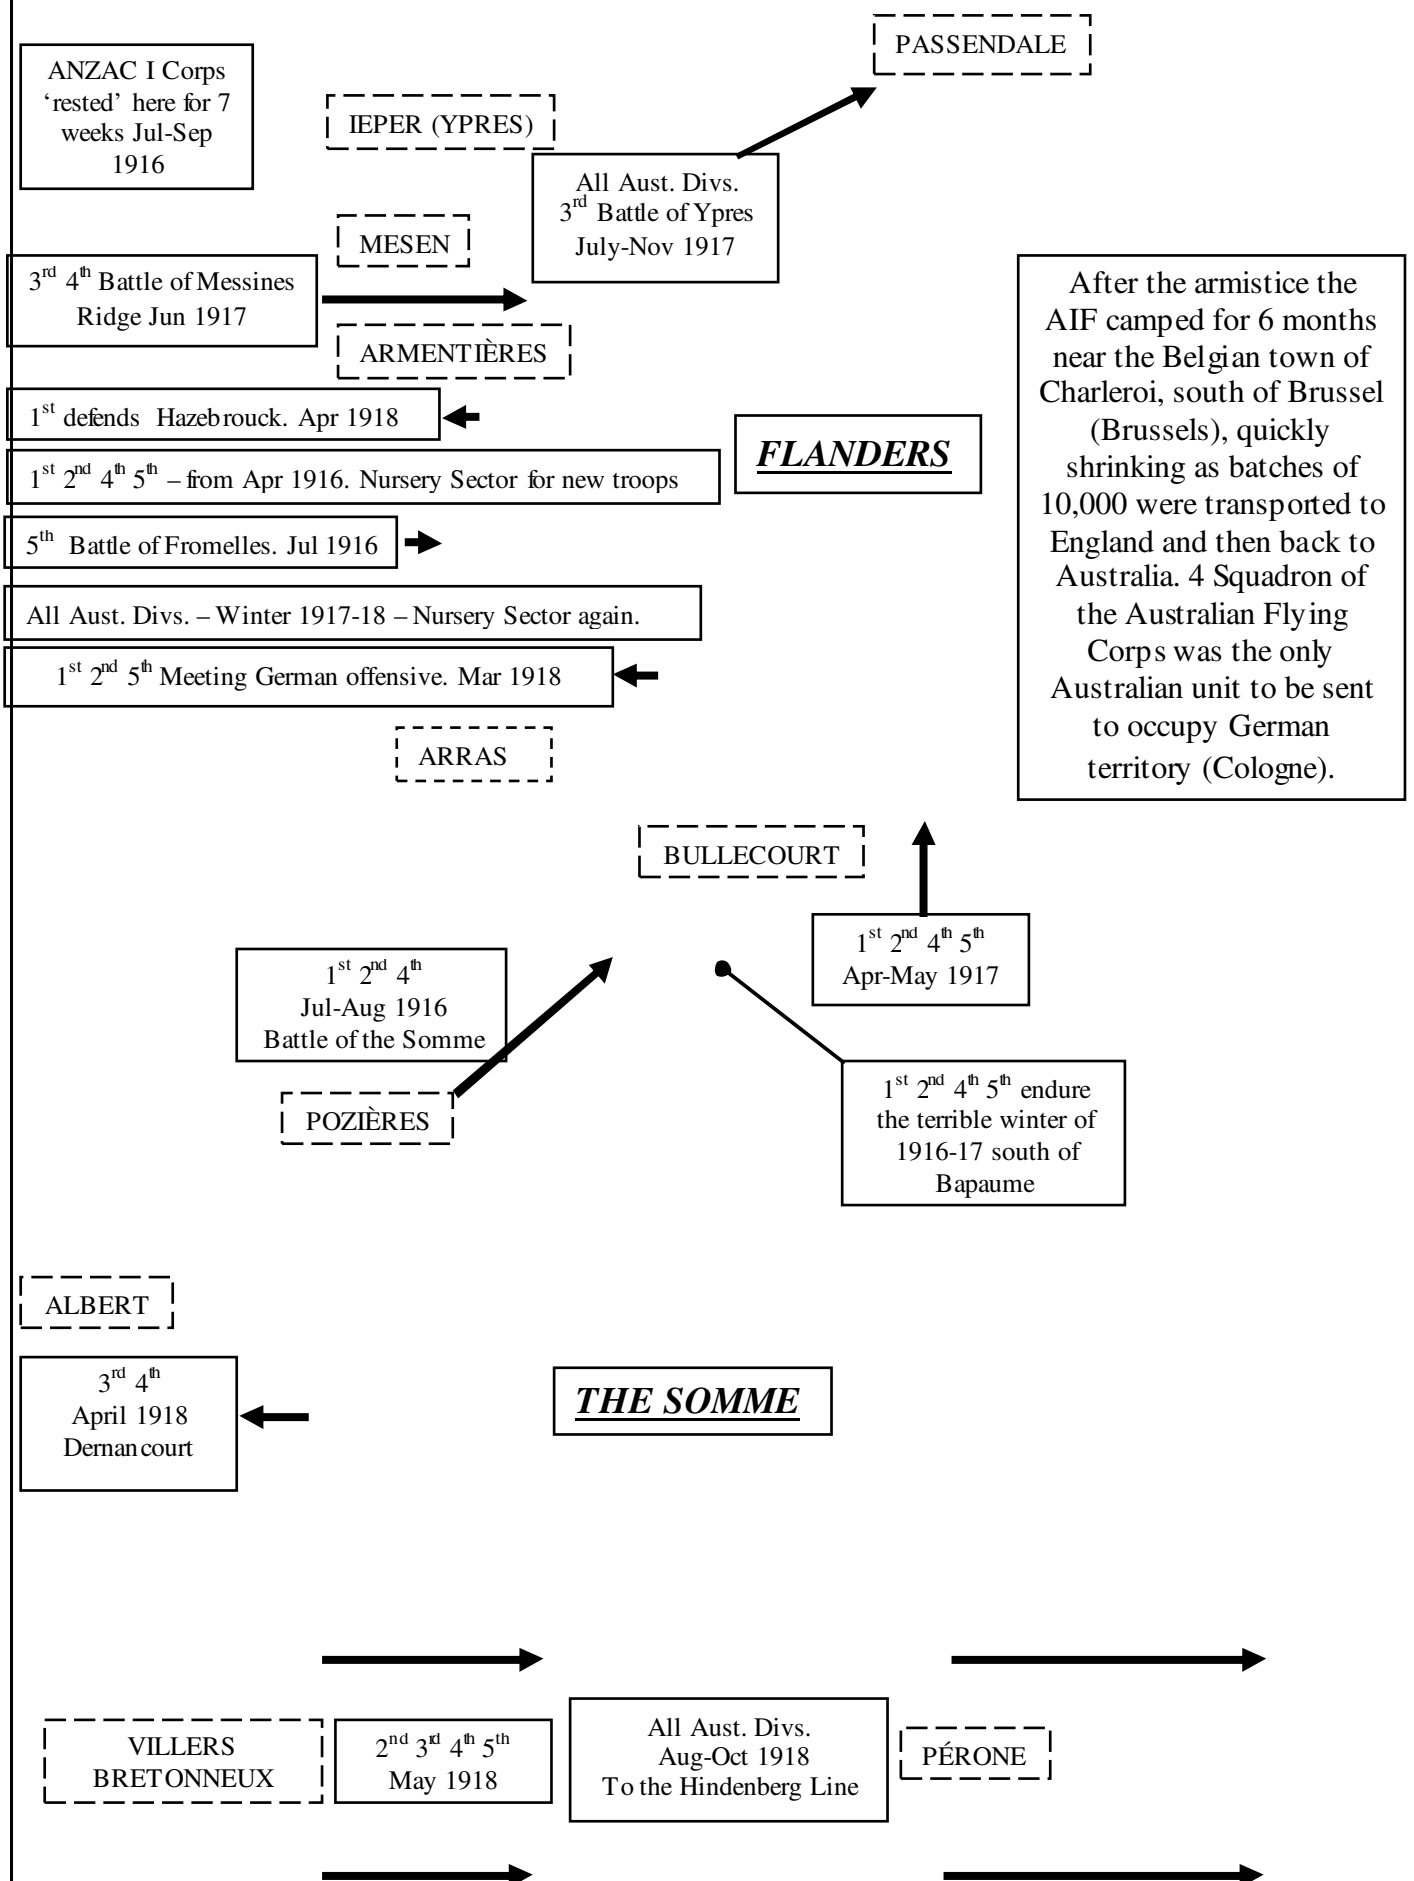 PASSENDALE
ANZAC I Corps
‘rested’ here for 7
weeks Jul-Sep
1916
IEPER (YPRES)
All Aust. Divs.
3rd Battle of Ypres
July-Nov 1917
MESEN
3rd 4th Battle of Messines
Ridge Jun 1917
ARMENTIÈRES
1st defends Hazebrouck. Apr 1918
FLANDERS
1st 2nd 4th 5th – from Apr 1916. Nursery Sector for new troops
5th Battle of Fromelles. Jul 1916
All Aust. Divs. – Winter 1917-18 – Nursery Sector again.
1st 2nd 5th Meeting German offensive. Mar 1918
After the armistice the
AIF camped for 6 months
near the Belgian town of
Charleroi, south of Brussel
(Brussels), quickly
shrinking as batches of
10,000 were transported to
England and then back to
Australia. 4 Squadron of
the Australian Flying
Corps was the only
Australian unit to be sent
to occupy German
territory (Cologne).
ARRAS
BULLECOURT
1st 2nd 4th 5th
Apr-May 1917
1st 2nd 4th
Jul-Aug 1916
Battle of the Somme
POZIÈRES
1st 2nd 4th 5th endure
the terrible winter of
1916-17 south of
Bapaume
ALBERT
3rd 4th
April 1918
Dernancourt
THE SOMME
VILLERS
BRETONNEUX
2nd 3rd 4th 5th
May 1918
All Aust. Divs.
Aug-Oct 1918
To the Hindenberg Line
PÉRONE